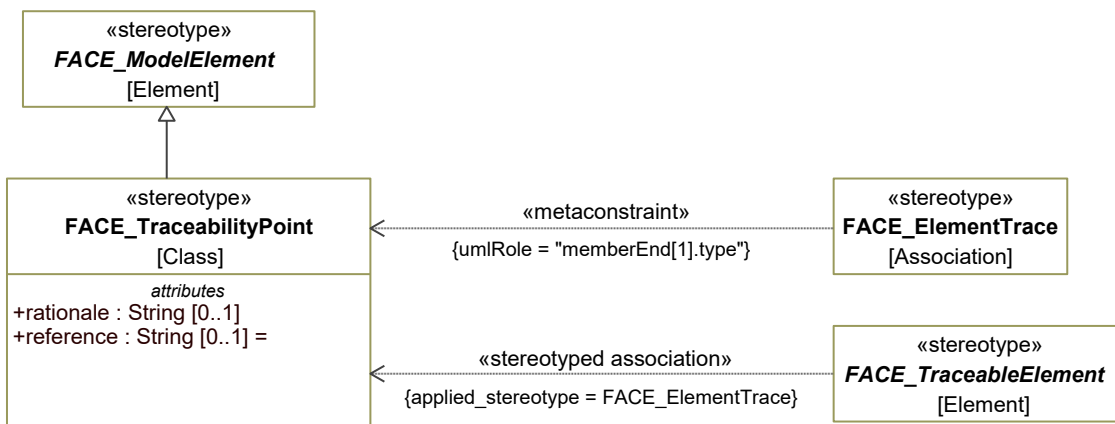 «stereotype»
FACE_ModelElement
[Element]
«stereotype»
FACE_TraceabilityPoint
[Class]
attributes
+rationale : String [0..1]
+reference : String [0..1] =
«metaconstraint»
{umlRole = "memberEnd[1].type"}
«stereotype»
FACE_ElementTrace
[Association]
«stereotyped association»
{applied_stereotype = FACE_ElementTrace}
«stereotype»
FACE_TraceableElement
[Element]